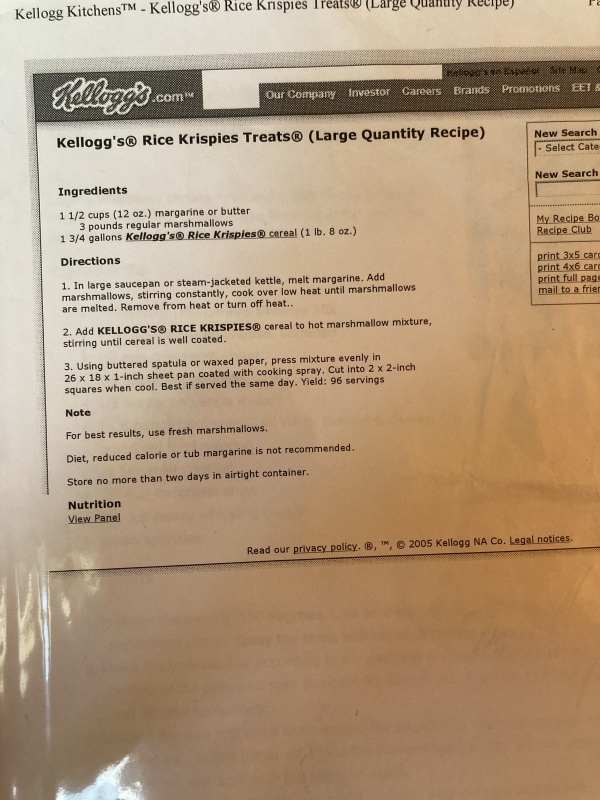 Kellogg Kitchens™ - Kellogg's® Rice Krispies Treats® (Large Quantity Recipe)
Kellogg's en Español Site Map
Kellogg's.com™
Our Company Investor Careers Brands Promotions EET &
Kellogg's® Rice Krispies Treats® (Large Quantity Recipe)
New Search
- Select Cate
New Search
My Recipe Bo
Recipe Club
print 3x5 card
print 4x6 card
print full page
mail to a frien
Ingredients
1 1/2 cups (12 oz.) margarine or butter
3 pounds regular marshmallows
1 3/4 gallons Kellogg's® Rice Krispies® cereal (1 lb. 8 oz.)
Directions
1. In large saucepan or steam-jacketed kettle, melt margarine. Add
marshmallows, stirring constantly, cook over low heat until marshmallows
are melted. Remove from heat or turn off heat..
2. Add KELLOGG'S® RICE KRISPIES® cereal to hot marshmallow mixture,
stirring until cereal is well coated.
3. Using buttered spatula or waxed paper, press mixture evenly in
26 x 18 x 1-inch sheet pan coated with cooking spray. Cut into 2 x 2-inch
squares when cool. Best if served the same day. Yield: 96 servings
Note
For best results, use fresh marshmallows.
Diet, reduced calorie or tub margarine is not recommended.
Store no more than two days in airtight container.
Nutrition
View Panel
Read our privacy policy. ®, ™, © 2005 Kellogg NA Co. Legal notices.